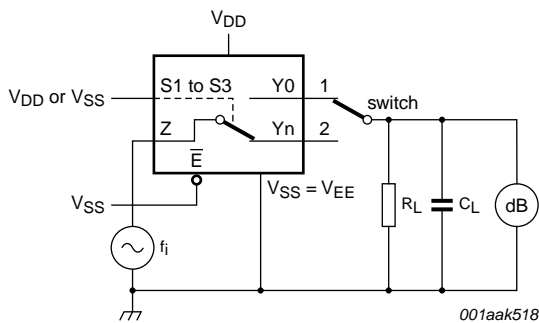 VDD
S1 to S3
Y0
1
switch
VDD or VSS
Z
Yn
2
E
VSS = VEE
VSS
RL
CL
dB
fi
001aak518